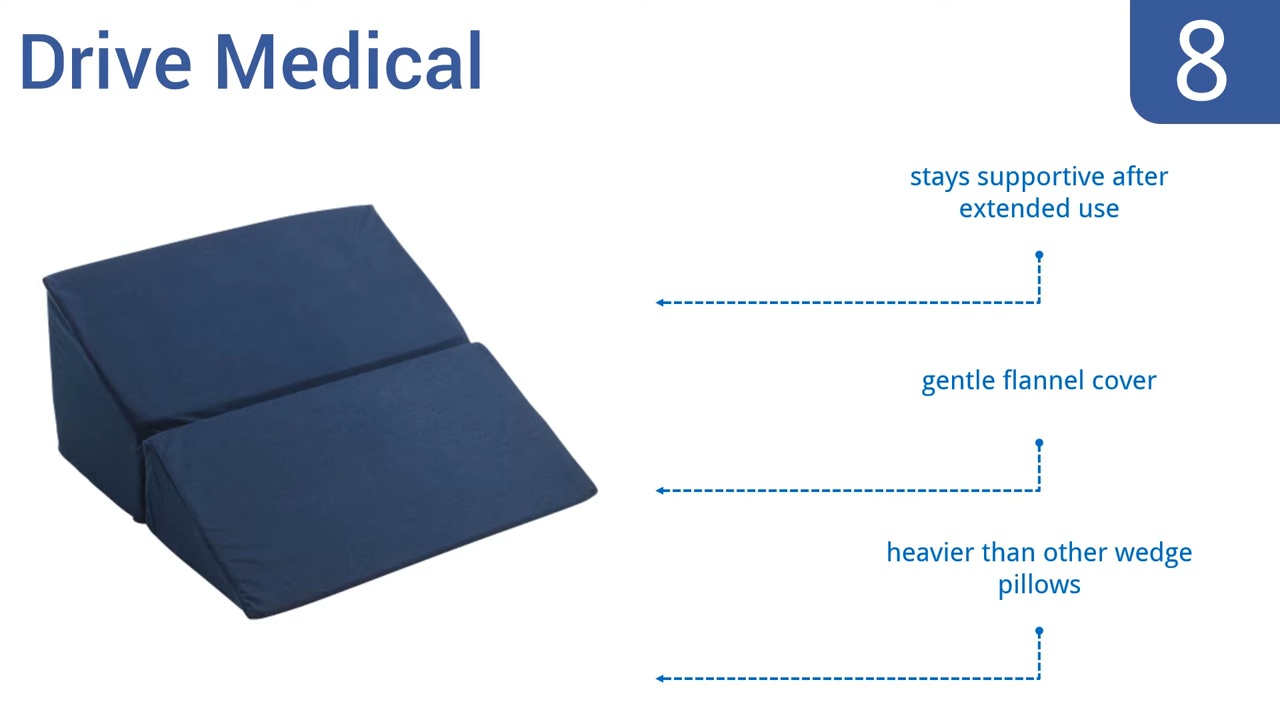 Drive Medical
8
stays supportive after
extended use
gentle flannel cover
heavier than other wedge
pillows